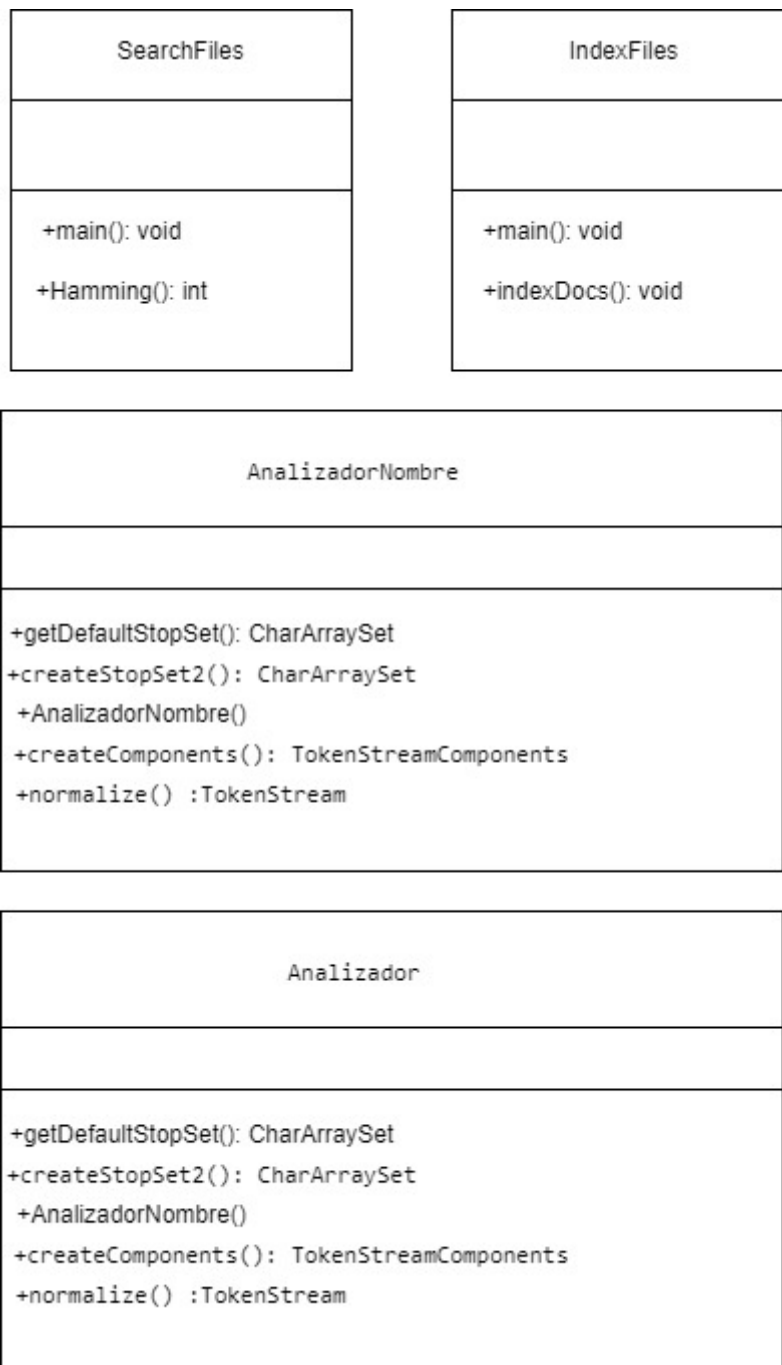 SearchFiles
+main(): void
+Hamming(): int
IndexFiles
+main(): void
+indexDocs(): void
AnalizadorNombre
+getDefaultStopSet(): CharArraySet
+createStopSet2(): CharArraySet
+AnalizadorNombre()
+createComponents(): TokenStreamComponents
+normalize() :TokenStream
Analizador
+getDefaultStopSet(): CharArraySet
+createStopSet2(): CharArraySet
+AnalizadorNombre()
+createComponents(): TokenStreamComponents
+normalize() :TokenStream